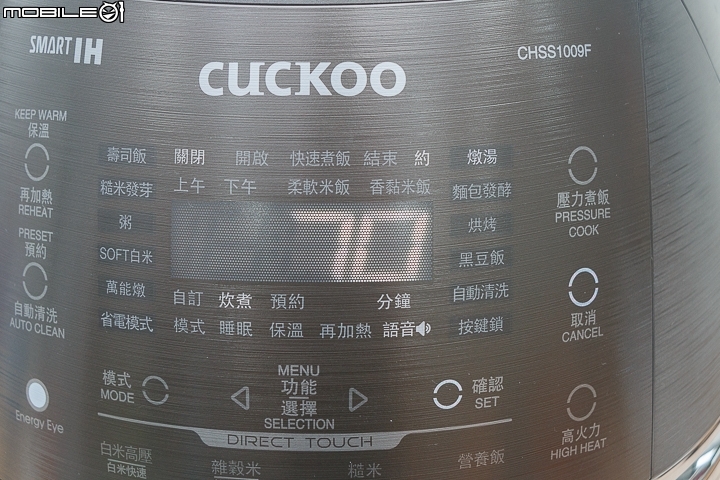 MOBILE01
SMART IH
CHSS1009F
CUCKOO
KEEP WARM
保溫
再加熱
REHEAT
PRESET
預約
自動清洗
AUTO CLEAN
Energy Eye
壽司飯 關閉 開啟 快速煮飯 結束 約 燉湯
糙米發芽 上午 下午 柔軟米飯 香黏米飯 麵包發酵
粥 70 烘烤
SOFT白米 黑豆飯
萬能燉 自訂 炊煮 預約 分鐘 自動清洗
省電模式 模式 睡眠 保溫 再加熱 語音 按鍵鎖
壓力煮飯
PRESSURE
COOK
取消
CANCEL
高火力
HIGH HEAT
模式
MODE
MENU
功能
選擇
SELECTION
確認
SET
DIRECT TOUCH
白米高壓
白米快速
雜穀米
糙米
營養飯